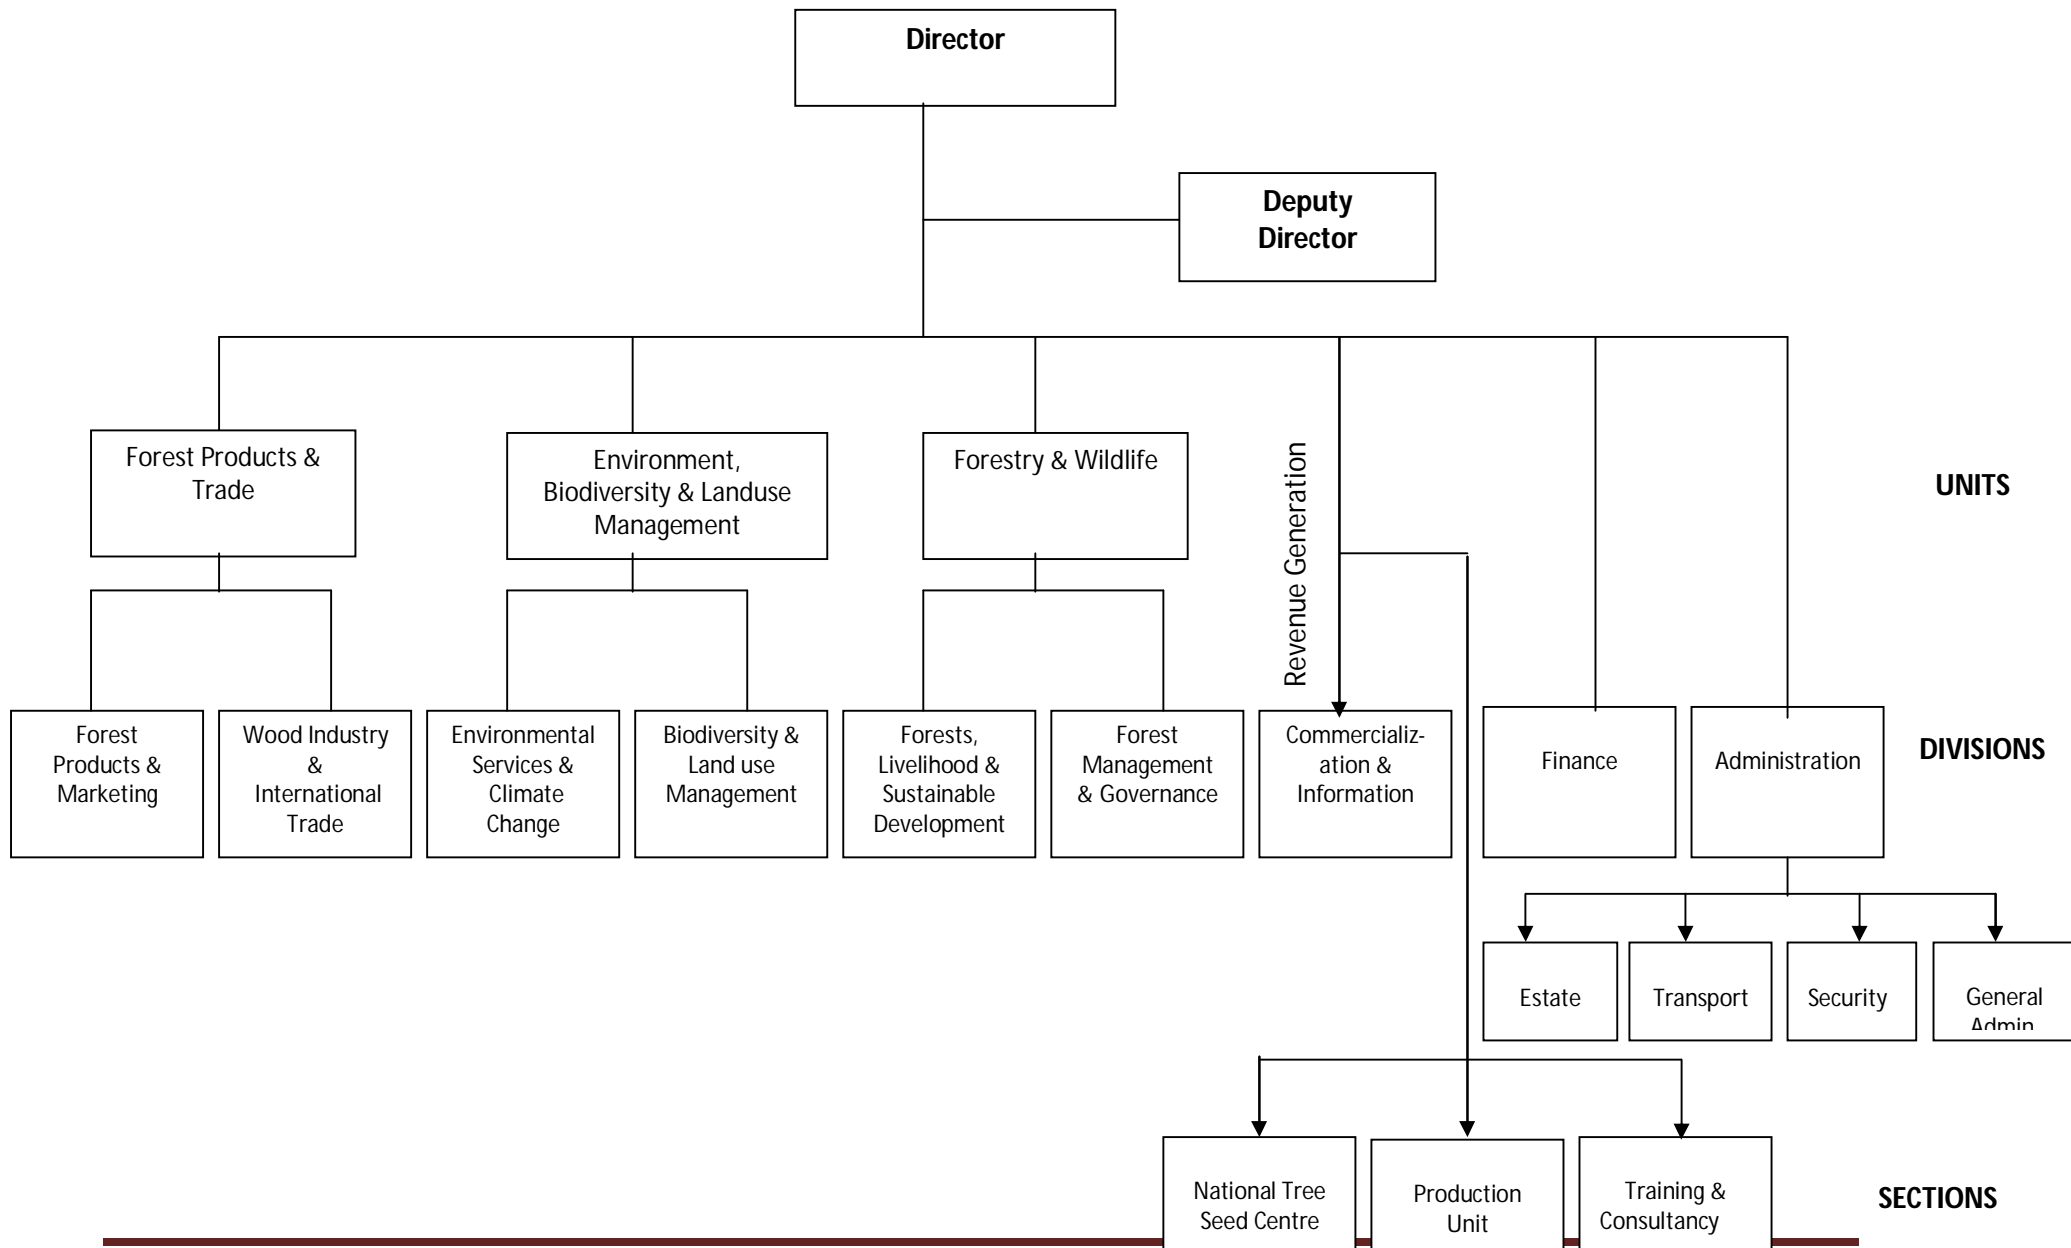 Director
Deputy
Director
Forest Products &
Trade
Environment,
Biodiversity & Landuse
Management
Forestry & Wildlife
Revenue Generation
UNITS
Forest
Products &
Marketing
Wood Industry
&
International
Trade
Environmental
Services &
Climate
Change
Biodiversity &
Land use
Management
Forests,
Livelihood &
Sustainable
Development
Forest
Management
& Governance
Commercializ-
ation &
Information
Finance
Administration
DIVISIONS
Estate
Transport
Security
General
Admin
National Tree
Seed Centre
Production
Unit
Training &
Consultancy
SECTIONS